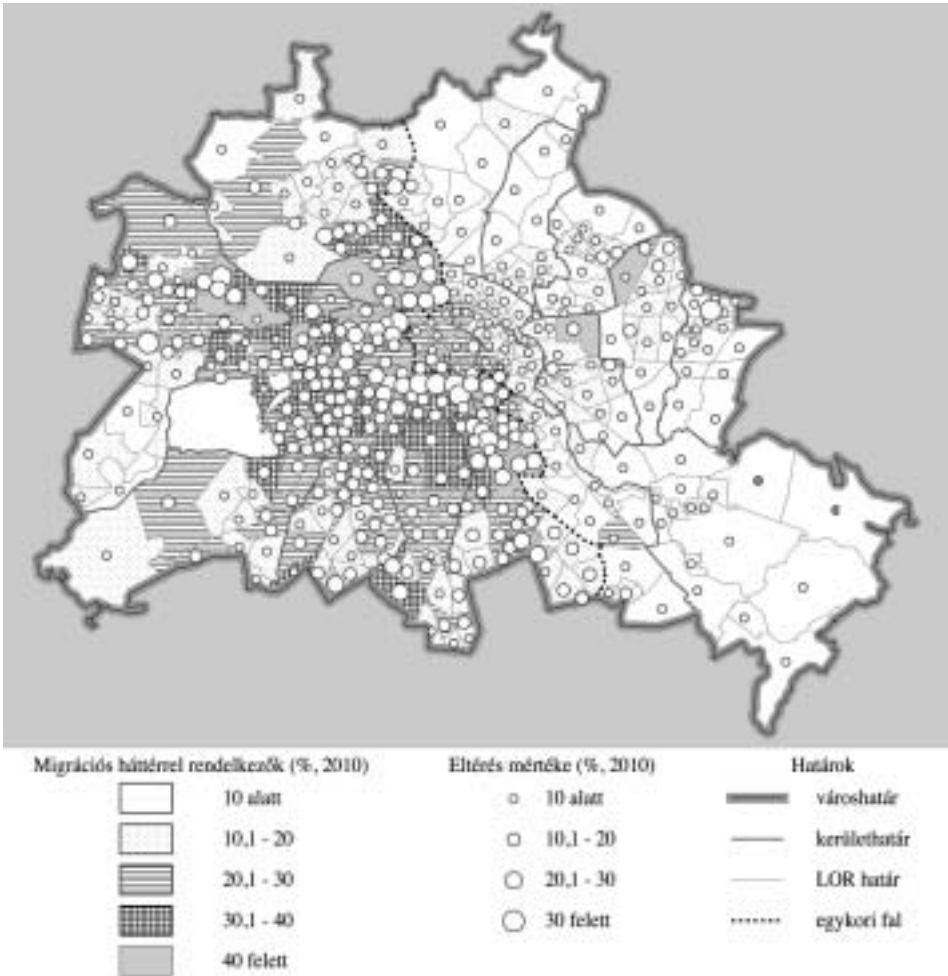 Migrációs háttérrel rendelkezők (%, 2010)
10 alatt
10,1 - 20
20,1 - 30
30,1 - 40
40 felett
Eltérés mértéke (%, 2010)
10 alatt
10,1 - 20
20,1 - 30
30 felett
Határok
városhatár
kerülethatár
LOR határ
egykori fal